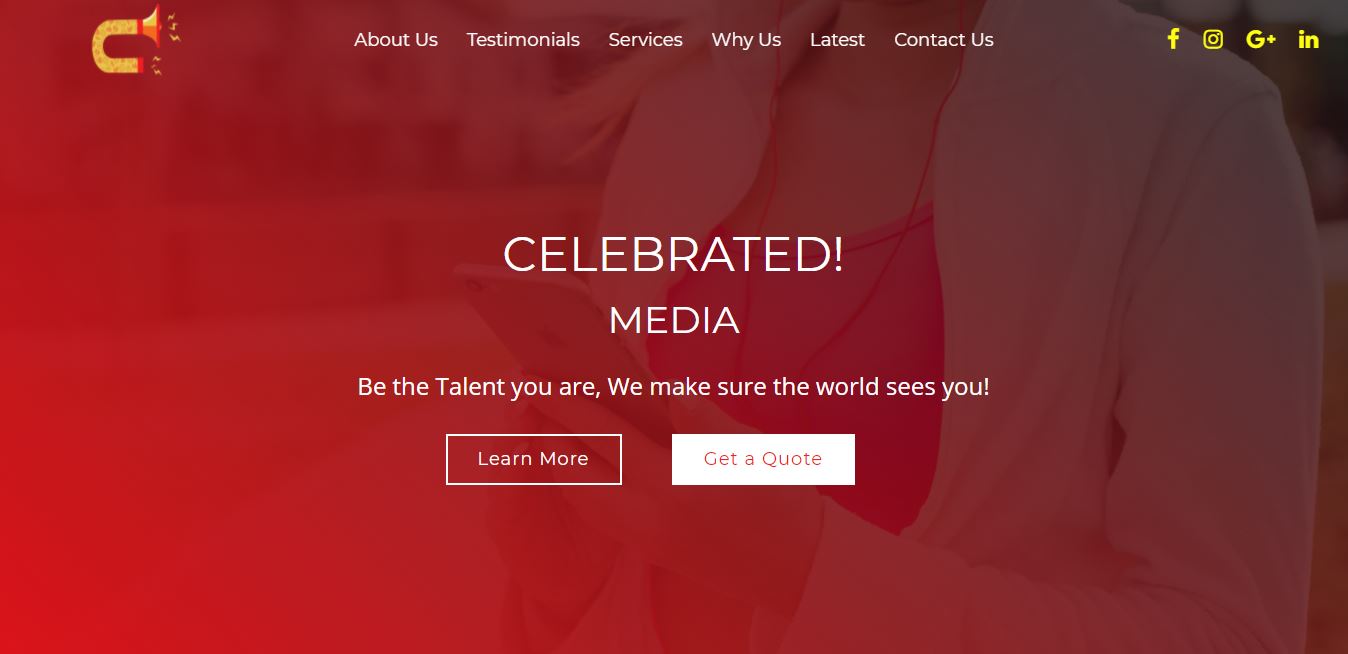 About Us Testimonials Services Why Us Latest Contact Us
CELEBRATED!
MEDIA
Be the Talent you are, We make sure the world sees you!
Learn More Get a Quote